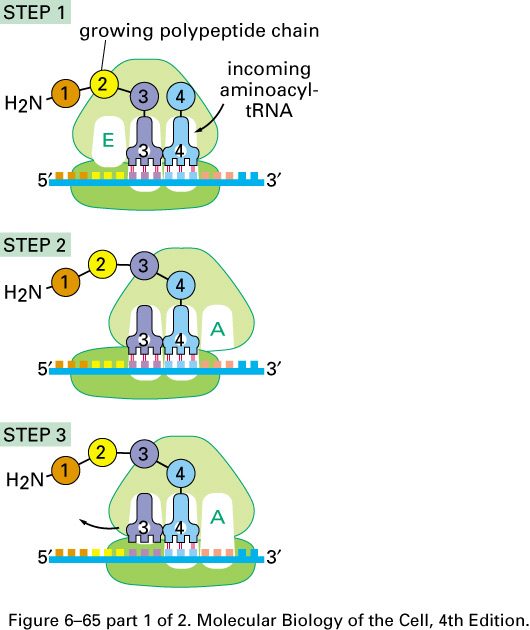 STEP 1
growing polypeptide chain
incoming
aminoacyl-
tRNA
H2N 1 2 3 4
E
3 4
5′ 3′
STEP 2
H2N 1 2 3 4
3 4 A
5′ 3′
STEP 3
H2N 1 2 3 4
3 4 A
5′ 3′
Figure 6–65 part 1 of 2. Molecular Biology of the Cell, 4th Edition.